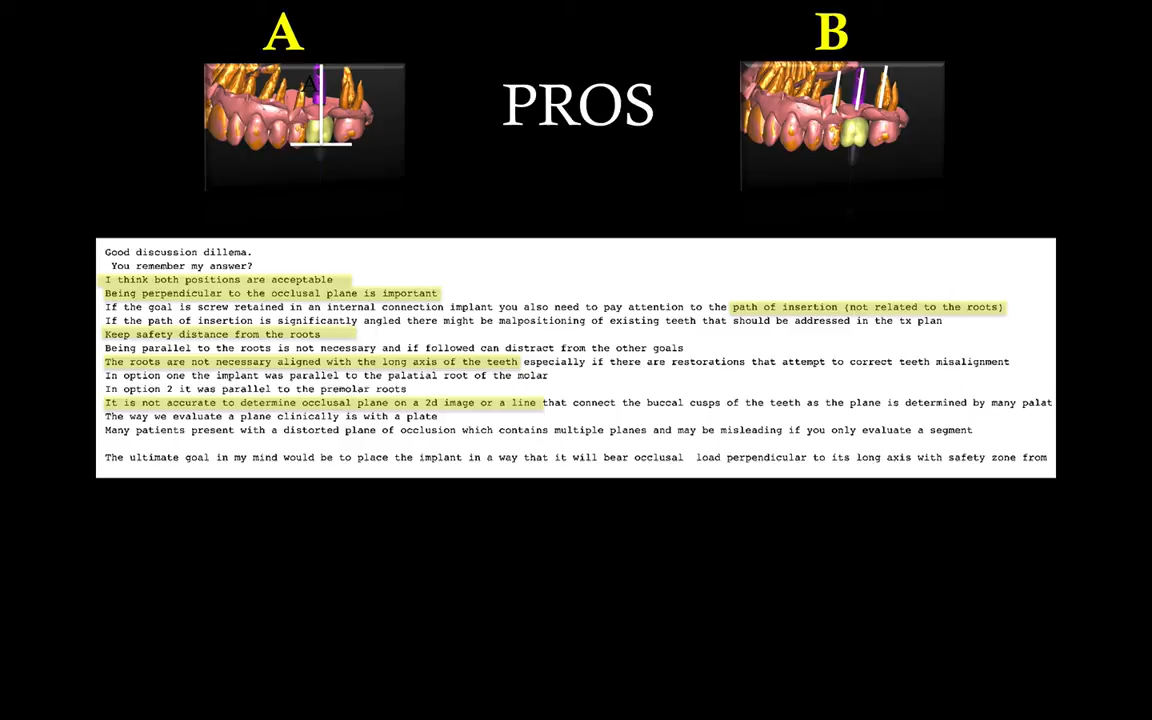 A
B
PROS
A
Good discussion dillema.
You remember my answer?
I think both positions are acceptable
Being perpendicular to the occlusal plane is important
If the goal is screw retained in an internal connection implant you also need to pay attention to the path of insertion (not related to the roots)
If the path of insertion is significantly angled there might be malpositioning of existing teeth that should be addressed in the tx plan
Keep safety distance from the roots
Being parallel to the roots is not necessary and if followed can distract from the other goals
The roots are not necessary aligned with the long axis of the teeth especially if there are restorations that attempt to correct teeth misalignment
In option one the implant was parallel to the palatial root of the molar
In option 2 it was parallel to the premolar roots
It is not accurate to determine occlusal plane on a 2d image or a line that connect the buccal cusps of the teeth as the plane is determined by many palat
The way we evaluate a plane clinically is with a plate
Many patients present with a distorted plane of occlusion which contains multiple planes and may be misleading if you only evaluate a segment
The ultimate goal in my mind would be to place the implant in a way that it will bear occlusal load perpendicular to its long axis with safety zone from